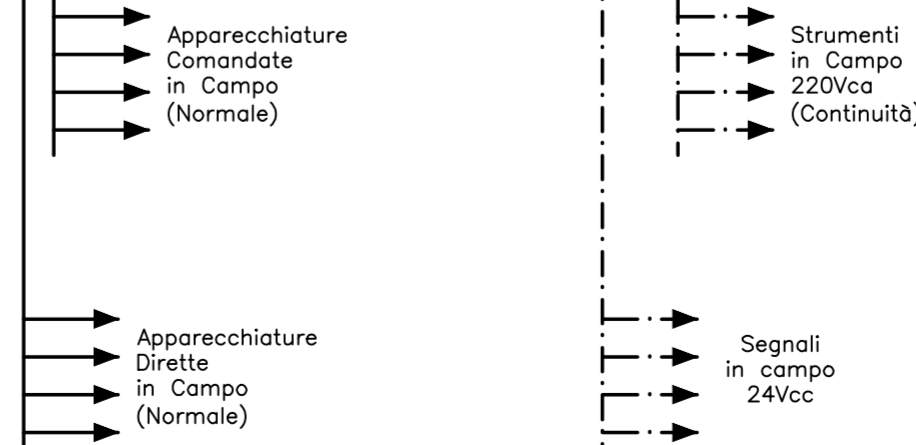 Apparecchiature
Comandate
in Campo
(Normale)
Strumenti
in Campo
220Vca
(Continuità)
Apparecchiature
Dirette
in Campo
(Normale)
Segnali
in campo
24Vcc